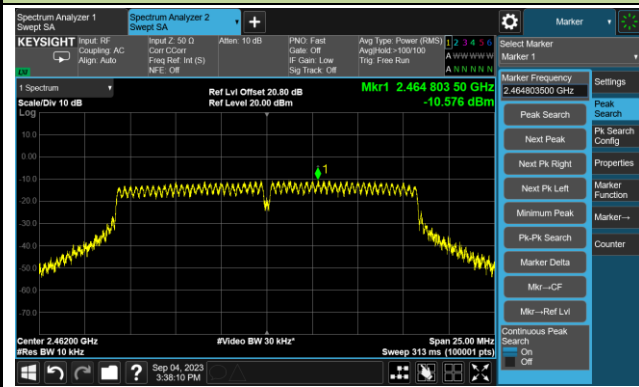 Spectrum Analyzer 1
Swept SA
Spectrum Analyzer 2
Swept SA
+
Marker
KEYSIGHT
Input: RF
Coupling: AC
Align: Auto
Input Z: 50 Ω
Corr CCorr
Freq Ref: Int (S)
NFE: Off
Atten: 10 dB
PNO: Fast
Gate: Off
IF Gain: Low
Sig Track: Off
Avg Type: Power (RMS)
Avg|Hold:>100/100
Trig: Free Run
1 2 3 4 5 6
A W W W W W
A N N N N N
LXI
Select Marker
Marker 1
1 Spectrum
Scale/Div 10 dB
Ref Lvl Offset 20.80 dB
Ref Level 20.00 dBm
Mkr1 2.464 803 50 GHz
-10.576 dBm
Log
10.0
0.00
-10.0
-20.0
-30.0
-40.0
-50.0
-60.0
-70.0
1
Center 2.46200 GHz
#Res BW 10 kHz
#Video BW 30 kHz*
Span 25.00 MHz
Sweep 313 ms (100001 pts)
Marker Frequency
2.464803500 GHz
Peak Search
Next Peak
Next Pk Right
Next Pk Left
Minimum Peak
Pk-Pk Search
Marker Delta
Mkr→CF
Mkr→Ref Lvl
Continuous Peak
Search
On
Off
Settings
Peak
Search
Pk Search
Config
Properties
Marker
Function
Marker→
Counter
?
Sep 04, 2023
3:38:10 PM